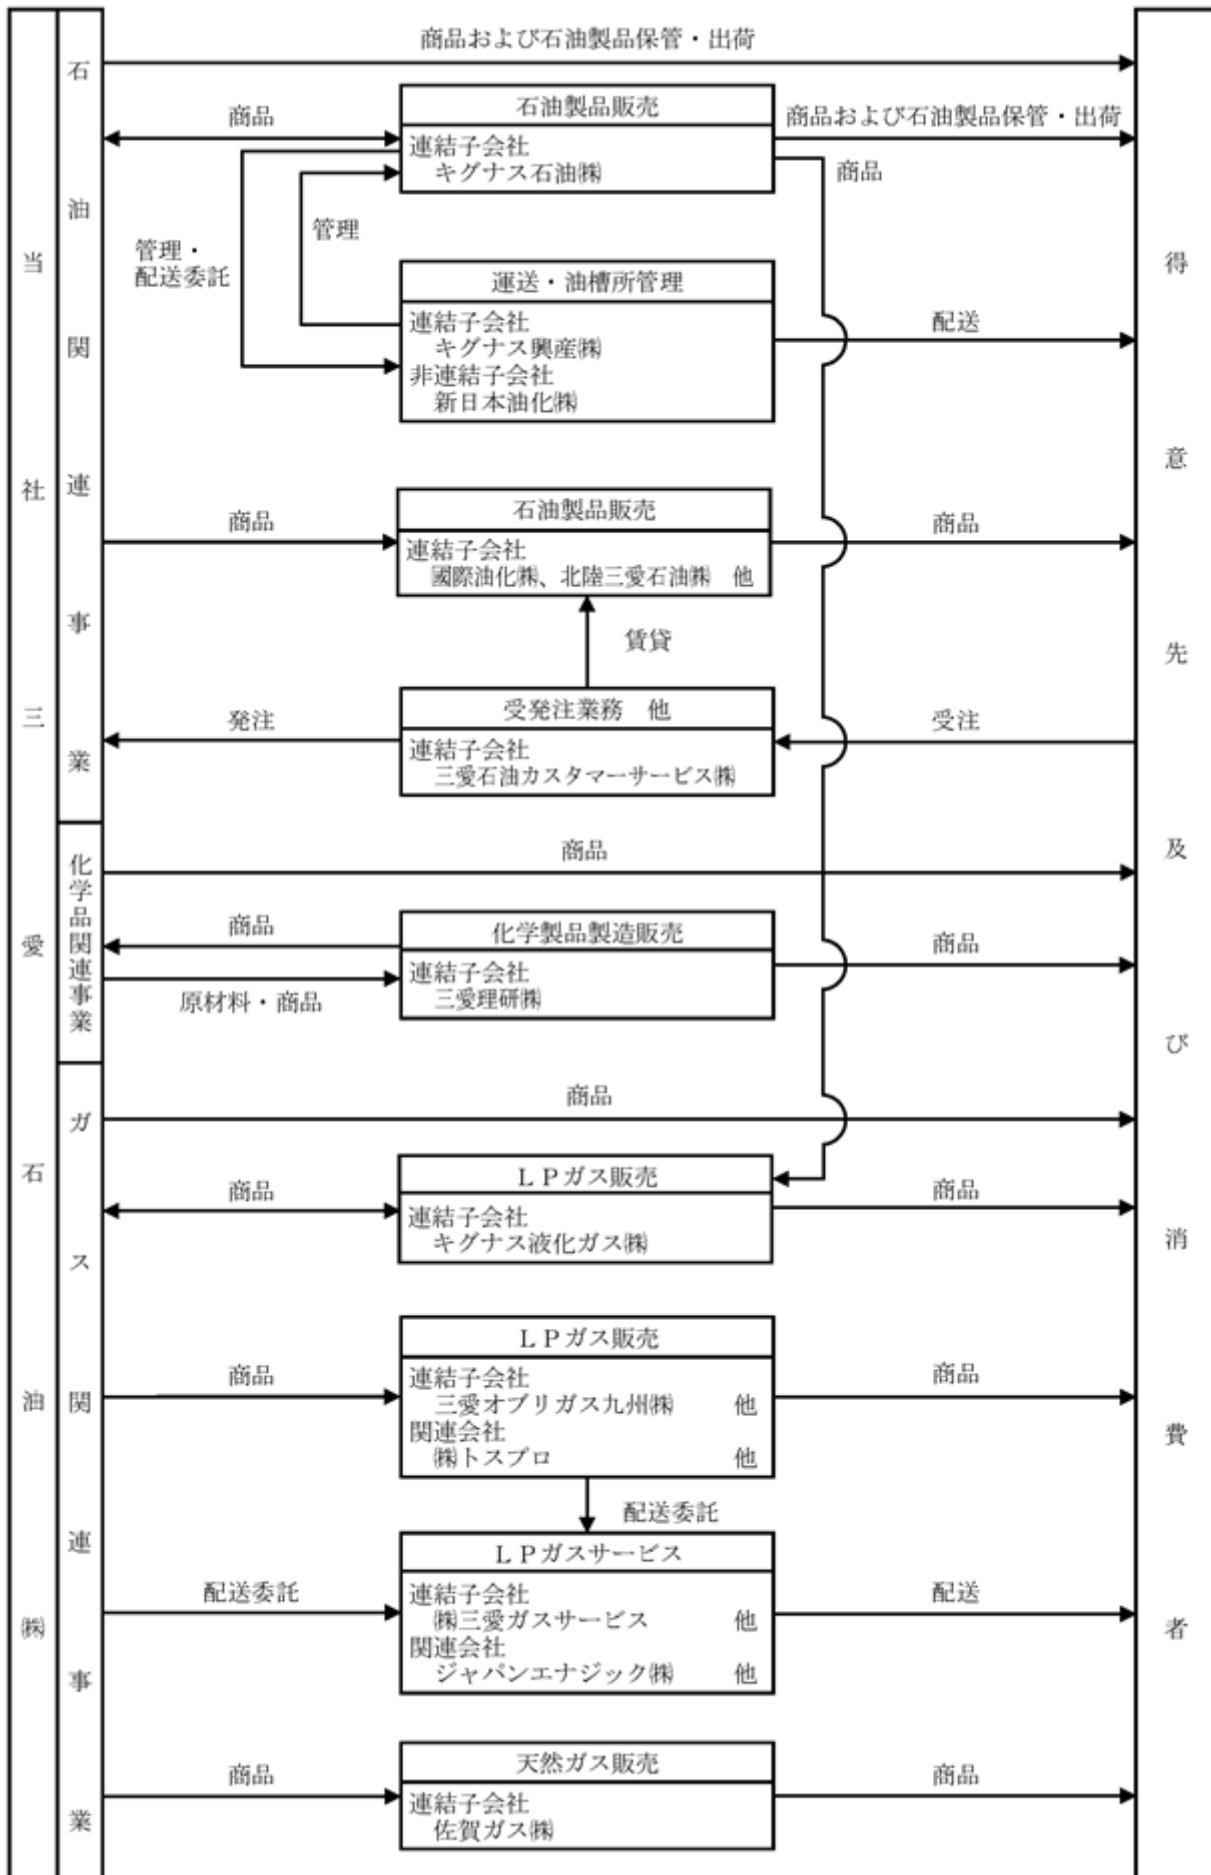 当社三愛石油㈱
石油関連事業
商品および石油製品保管・出荷
商品
石油製品販売
連結子会社
キグナス石油㈱
商品および石油製品保管・出荷
商品
管理
管理・
配送委託
運送・油槽所管理
連結子会社
キグナス興産㈱
非連結子会社
新日本油化㈱
配送
商品
石油製品販売
連結子会社
國際油化㈱、北陸三愛石油㈱　他
商品
賃貸
発注
受発注業務　他
連結子会社
三愛石油カスタマーサービス㈱
受注
化学品関連事業
商品
商品
原材料・商品
化学製品製造販売
連結子会社
三愛理研㈱
商品
ガス関連事業
商品
商品
ＬＰガス販売
連結子会社
キグナス液化ガス㈱
商品
商品
ＬＰガス販売
連結子会社
三愛オブリガス九州㈱　他
関連会社
㈱トスプロ　他
商品
配送委託
配送委託
ＬＰガスサービス
連結子会社
㈱三愛ガスサービス　他
関連会社
ジャパンエナジック㈱　他
配送
商品
天然ガス販売
連結子会社
佐賀ガス㈱
商品
得意先及び消費者